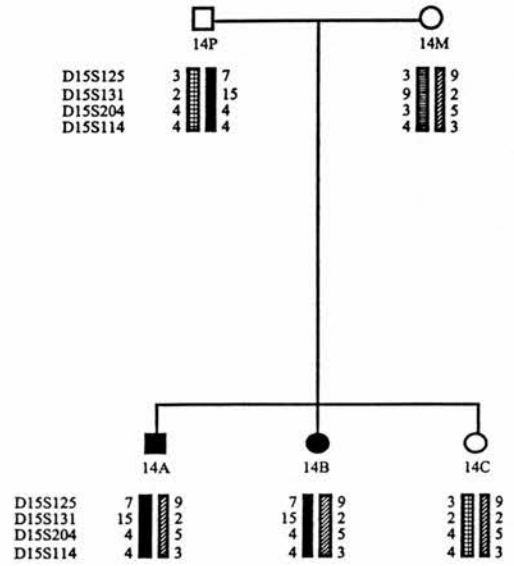 14P 14M
D15S125 3 7 3 9
D15S131 2 15 9 2
D15S204 4 4 3 5
D15S114 4 4 4 3
14A 14B 14C
D15S125 7 9 7 9 3 9
D15S131 15 2 15 2 2 2
D15S204 4 5 4 5 4 5
D15S114 4 3 4 3 4 3